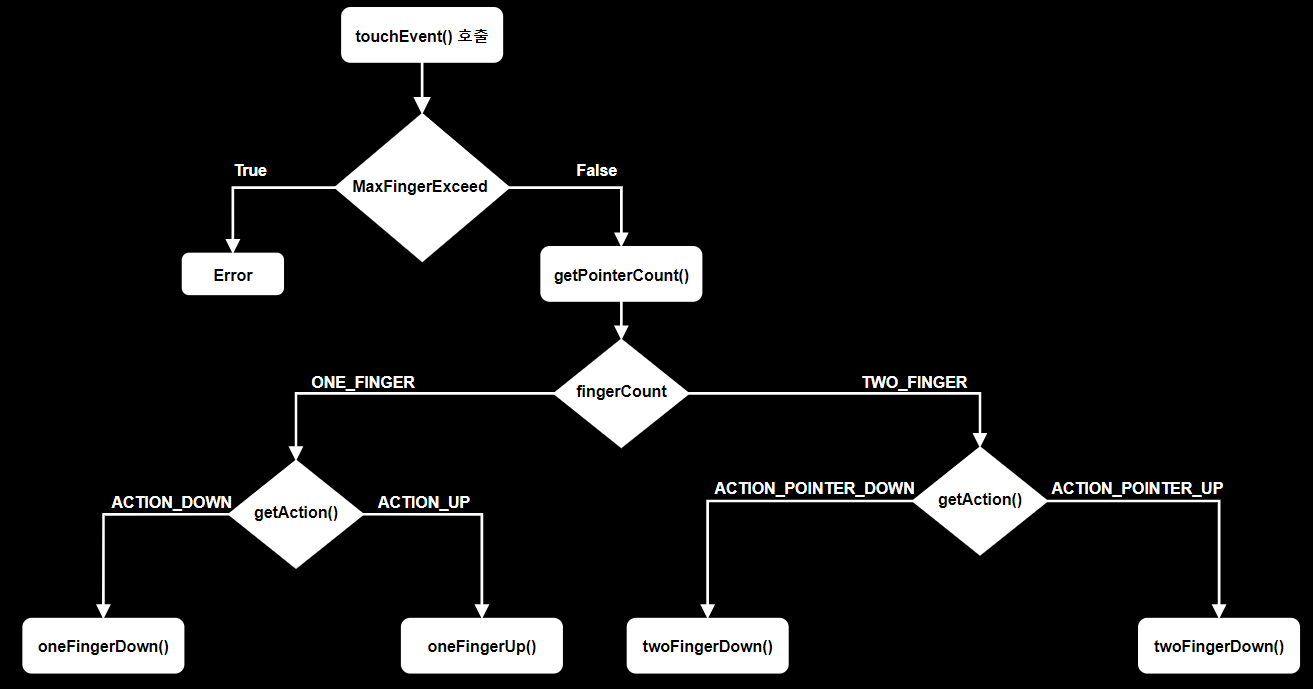 touchEvent() 호출
True
False
MaxFingerExceed
Error
getPointerCount()
ONE_FINGER
fingerCount
TWO_FINGER
ACTION_DOWN
getAction()
ACTION_UP
ACTION_POINTER_DOWN
getAction()
ACTION_POINTER_UP
oneFingerDown()
oneFingerUp()
twoFingerDown()
twoFingerDown()